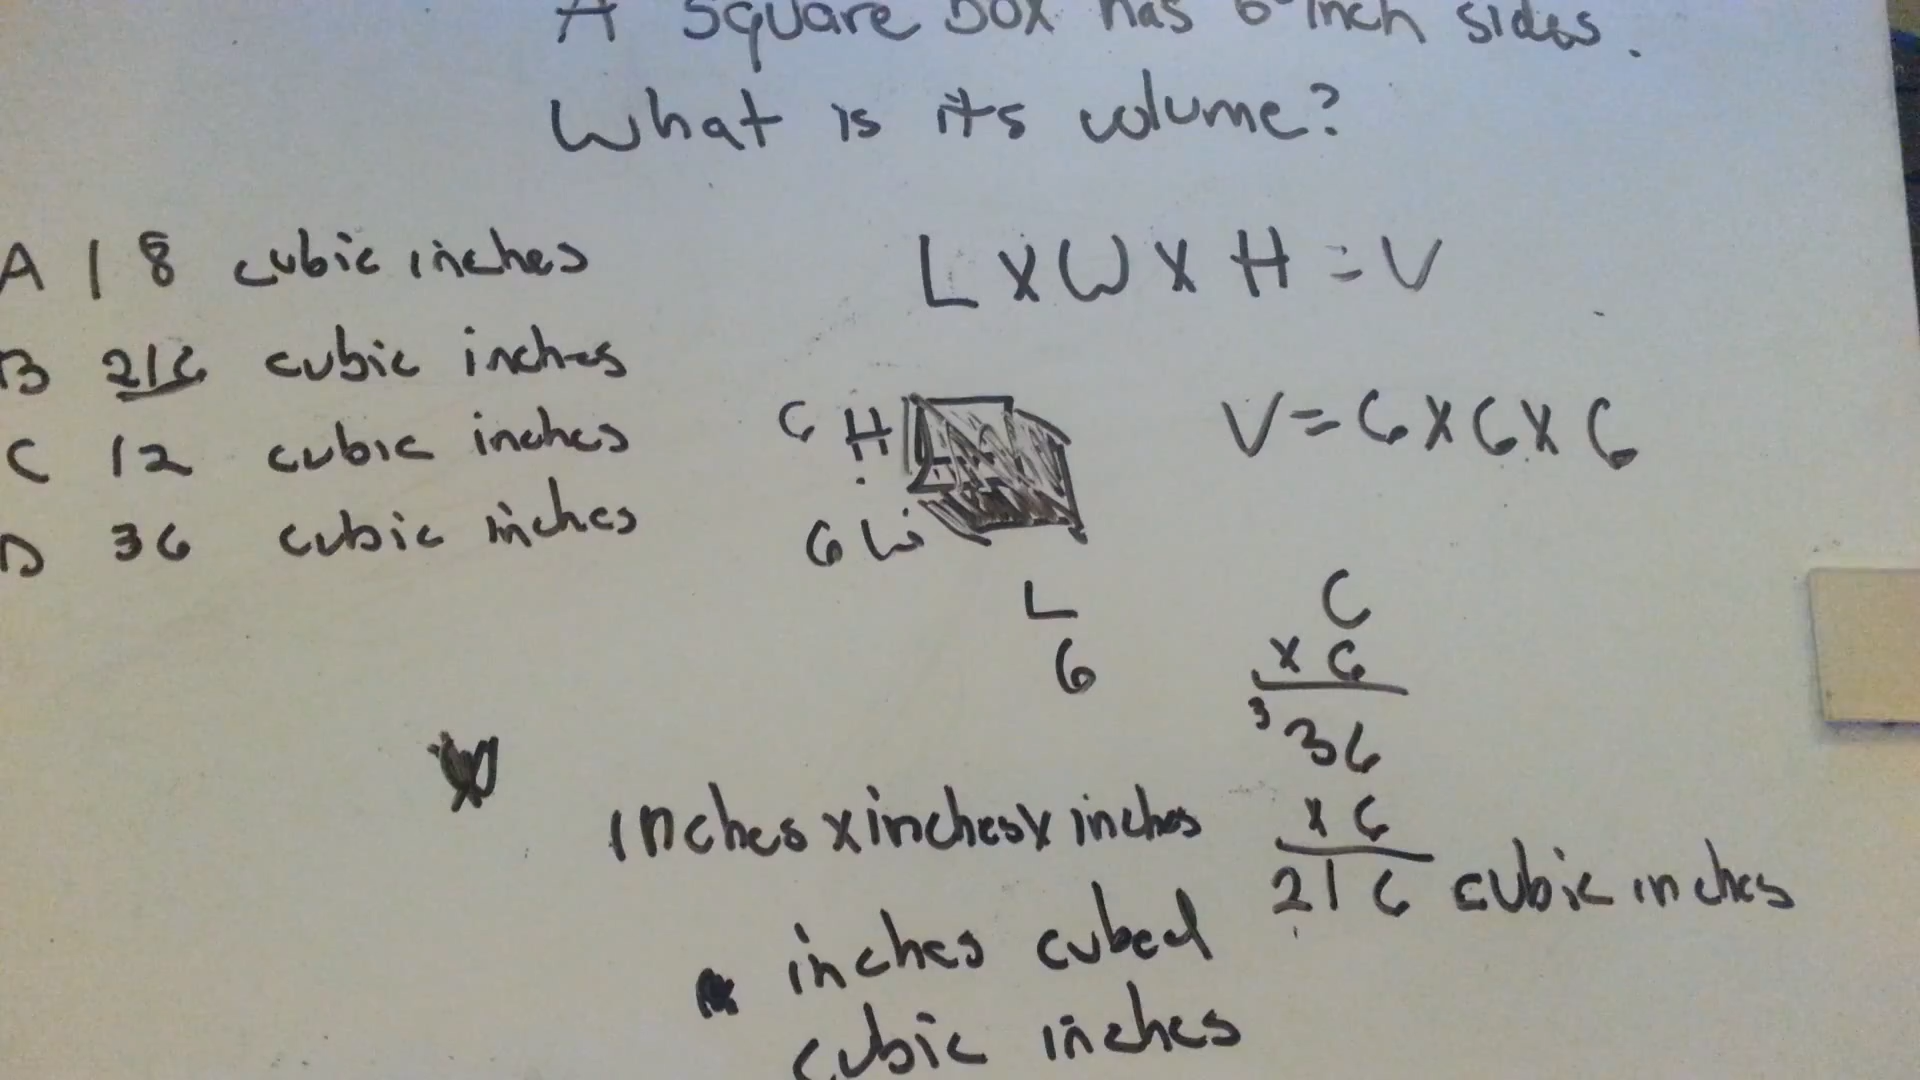 A square box has 6 inch sides.
What is its volume?
A 18 cubic inches
B 216 cubic inches
C 12 cubic inches
D 36 cubic inches
L x W x H = V
6 H
6 W
L
6
V = 6 x 6 x 6
6
x 6
3 36
x 6
216 cubic inches
inches x inches x inches
inches cubed
cubic inches